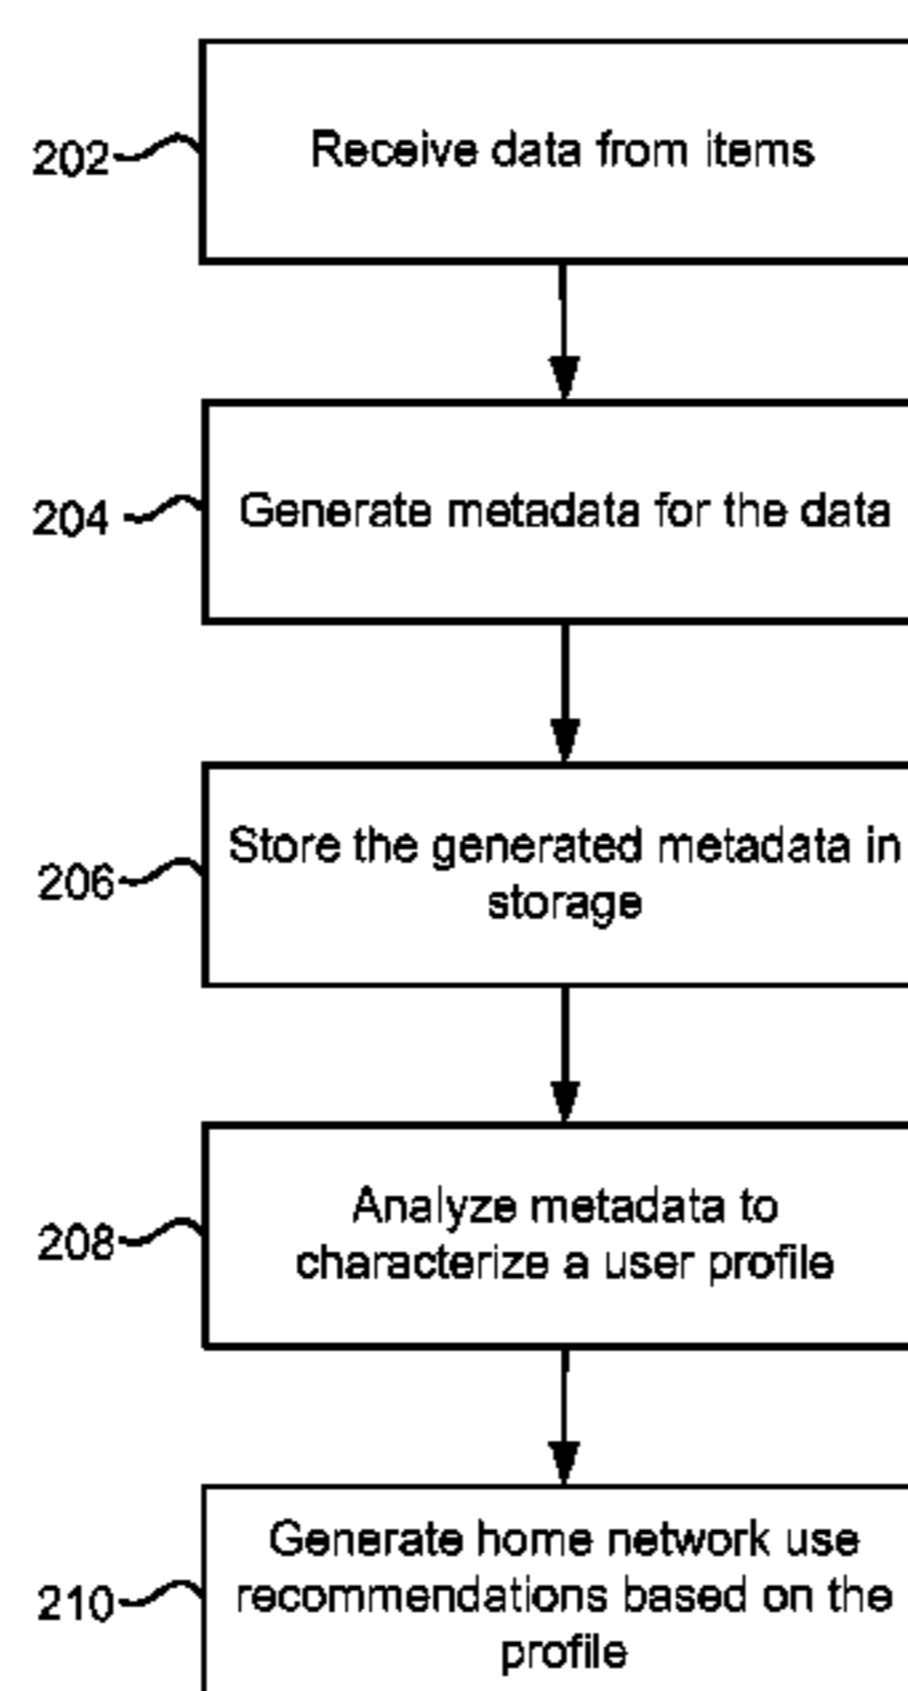 202
Receive data from items
204
Generate metadata for the data
206
Store the generated metadata in
storage
208
Analyze metadata to
characterize a user profile
210
Generate home network use
recommendations based on the
profile